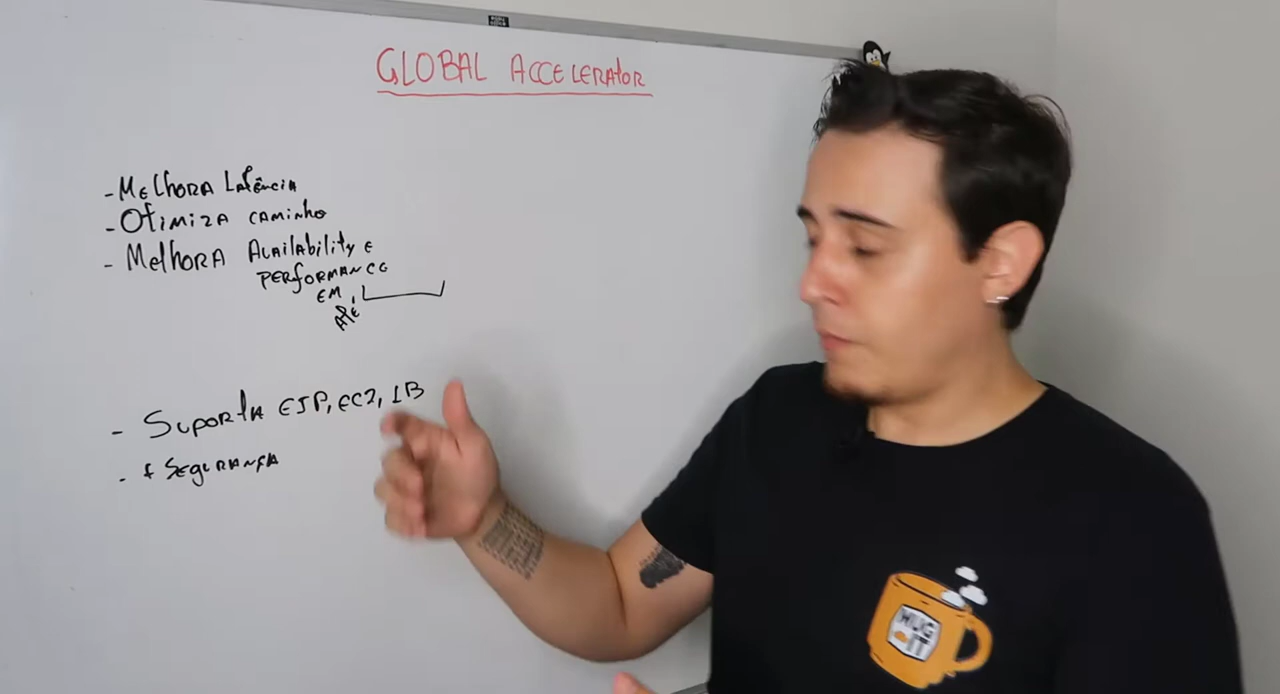 GLOBAL ACCELERATOR
- MELHORA LATÊNCIA
- OTIMIZA CAMINHO
- MELHORA AVAILABILITY E
PERFORMANCE
EM
ATÉ
- SUPORTA EIP, EC2, LB
- + SEGURANÇA
MUG
IT